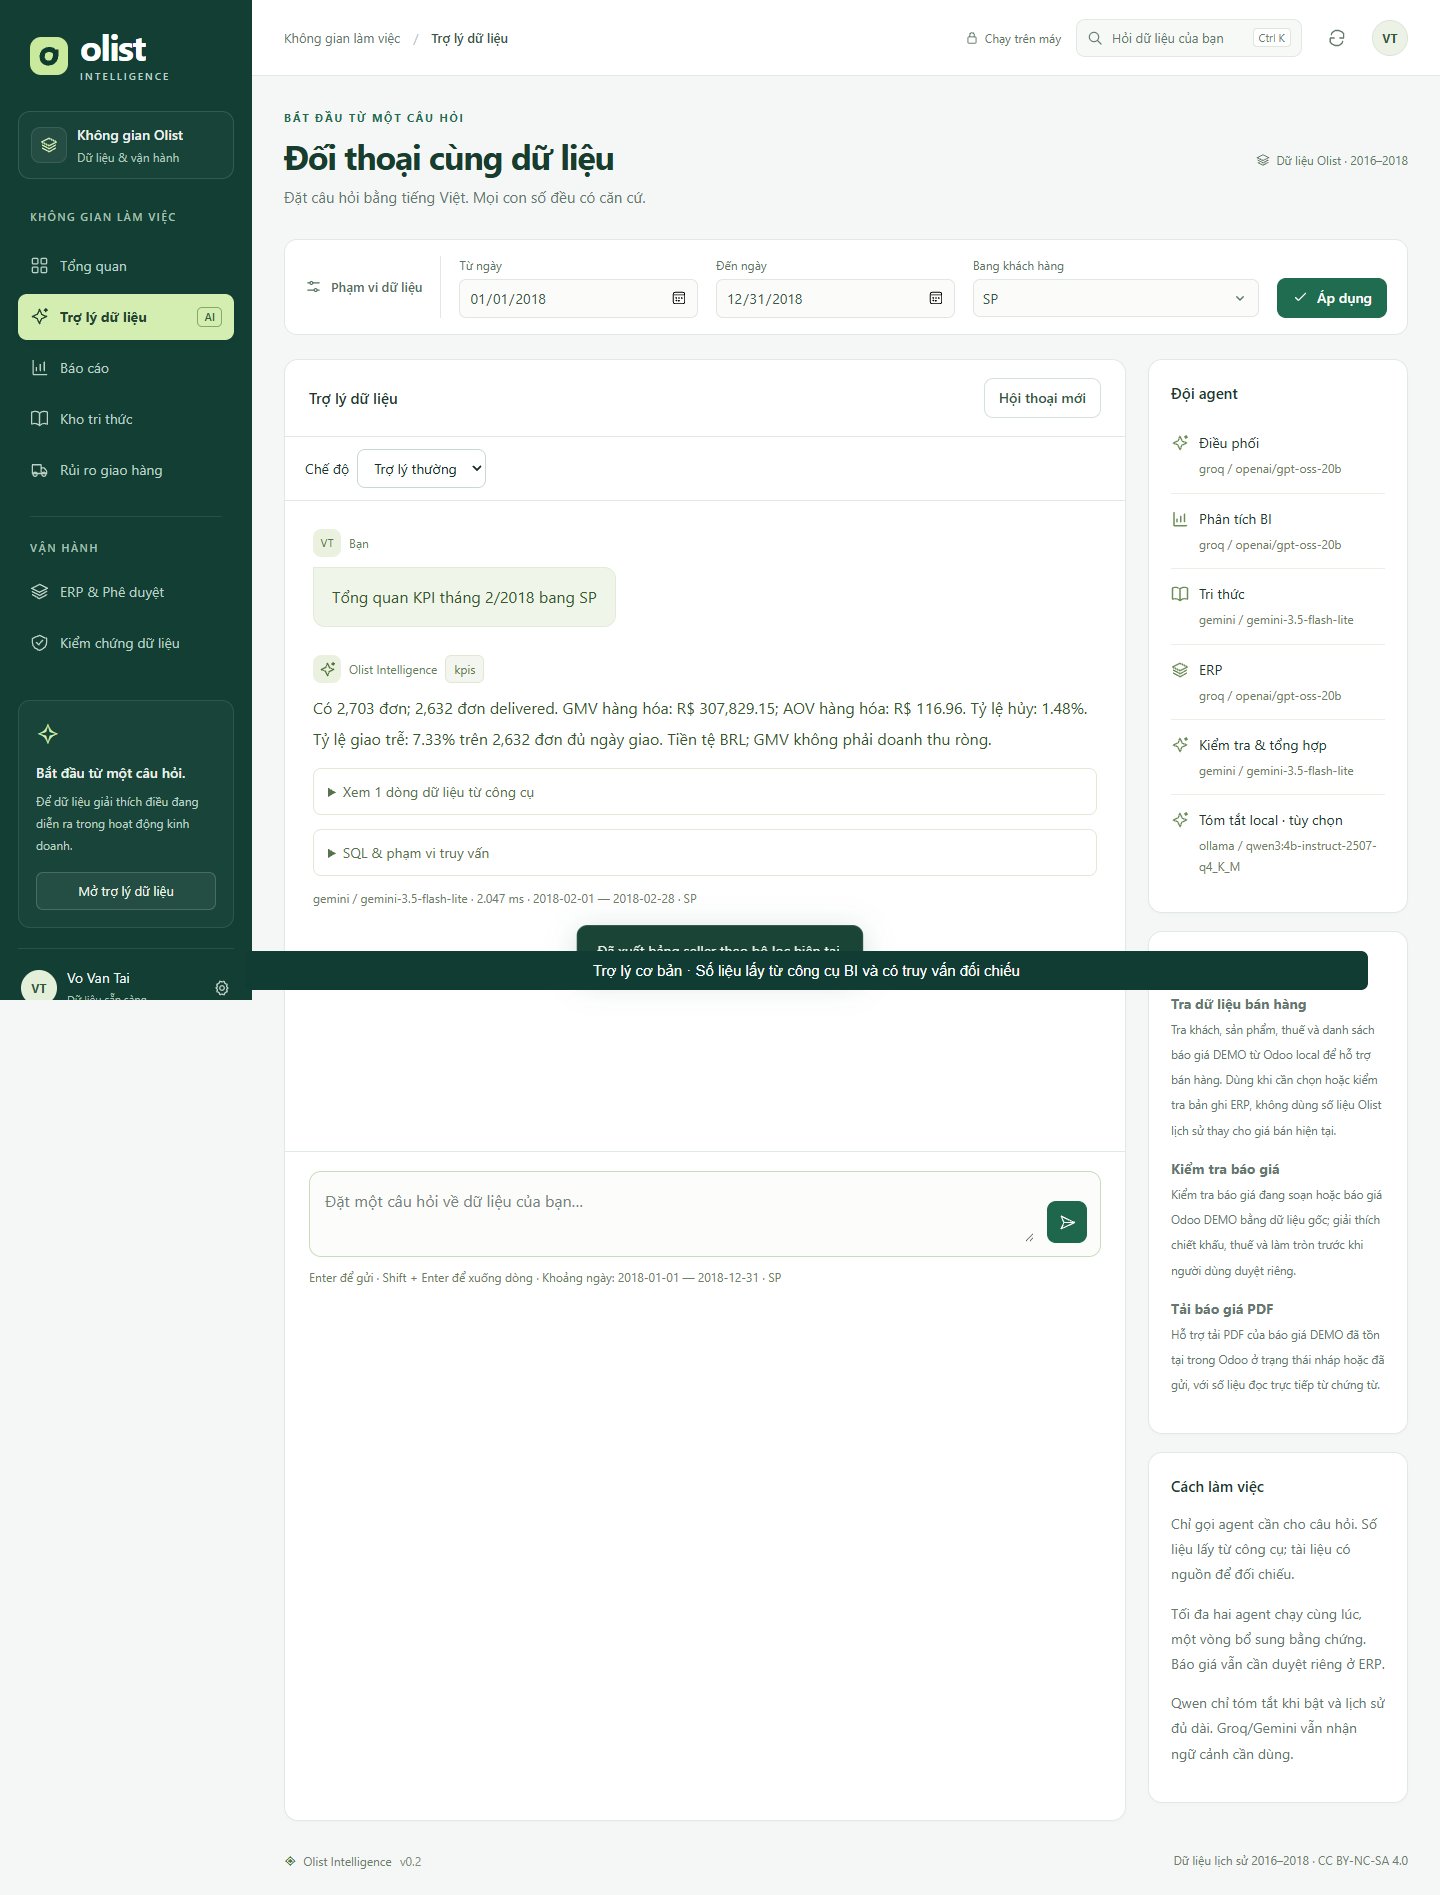 olist
INTELLIGENCE
Không gian Olist
Dữ liệu & vận hành
KHÔNG GIAN LÀM VIỆC
Tổng quan
Trợ lý dữ liệu
AI
Báo cáo
Kho tri thức
Rủi ro giao hàng
VẬN HÀNH
ERP & Phê duyệt
Kiểm chứng dữ liệu
Bắt đầu từ một câu hỏi.
Để dữ liệu giải thích điều đang
diễn ra trong hoạt động kinh
doanh.
Mở trợ lý dữ liệu
VT
Vo Van Tai
Dữ liệu sẵn sàng
Không gian làm việc / Trợ lý dữ liệu
Chạy trên máy
Hỏi dữ liệu của bạn
Ctrl K
VT
BẮT ĐẦU TỪ MỘT CÂU HỎI
Đối thoại cùng dữ liệu
Đặt câu hỏi bằng tiếng Việt. Mọi con số đều có căn cứ.
Dữ liệu Olist · 2016–2018
Phạm vi dữ liệu
Từ ngày
01/01/2018
Đến ngày
12/31/2018
Bang khách hàng
SP
Áp dụng
Trợ lý dữ liệu
Hội thoại mới
Chế độ
Trợ lý thường
VT
Bạn
Tổng quan KPI tháng 2/2018 bang SP
Olist Intelligence
kpis
Có 2,703 đơn; 2,632 đơn delivered. GMV hàng hóa: R$ 307,829.15; AOV hàng hóa: R$ 116.96. Tỷ lệ hủy: 1.48%.
Tỷ lệ giao trễ: 7.33% trên 2,632 đơn đủ ngày giao. Tiền tệ BRL; GMV không phải doanh thu ròng.
Xem 1 dòng dữ liệu từ công cụ
SQL & phạm vi truy vấn
gemini / gemini-3.5-flash-lite · 2.047 ms · 2018-02-01 — 2018-02-28 · SP
Đã xuất bảng seller theo bộ lọc hiện tại
Trợ lý cơ bản · Số liệu lấy từ công cụ BI và có truy vấn đối chiếu
Đặt một câu hỏi về dữ liệu của bạn...
Enter để gửi · Shift + Enter để xuống dòng · Khoảng ngày: 2018-01-01 — 2018-12-31 · SP
Đội agent
Điều phối
groq / openai/gpt-oss-20b
Phân tích BI
groq / openai/gpt-oss-20b
Tri thức
gemini / gemini-3.5-flash-lite
ERP
groq / openai/gpt-oss-20b
Kiểm tra & tổng hợp
gemini / gemini-3.5-flash-lite
Tóm tắt local · tùy chọn
ollama / qwen3:4b-instruct-2507-
q4_K_M
Tra dữ liệu bán hàng
Tra khách, sản phẩm, thuế và danh sách
báo giá DEMO từ Odoo local để hỗ trợ
bán hàng. Dùng khi cần chọn hoặc kiểm
tra bản ghi ERP, không dùng số liệu Olist
lịch sử thay cho giá bán hiện tại.
Kiểm tra báo giá
Kiểm tra báo giá đang soạn hoặc báo giá
Odoo DEMO bằng dữ liệu gốc; giải thích
chiết khấu, thuế và làm tròn trước khi
người dùng duyệt riêng.
Tải báo giá PDF
Hỗ trợ tải PDF của báo giá DEMO đã tồn
tại trong Odoo ở trạng thái nháp hoặc đã
gửi, với số liệu đọc trực tiếp từ chứng từ.
Cách làm việc
Chỉ gọi agent cần cho câu hỏi. Số
liệu lấy từ công cụ; tài liệu có
nguồn để đối chiếu.
Tối đa hai agent chạy cùng lúc,
một vòng bổ sung bằng chứng.
Báo giá vẫn cần duyệt riêng ở ERP.
Qwen chỉ tóm tắt khi bật và lịch sử
đủ dài. Groq/Gemini vẫn nhận
ngữ cảnh cần dùng.
Olist Intelligence v0.2
Dữ liệu lịch sử 2016–2018 · CC BY-NC-SA 4.0